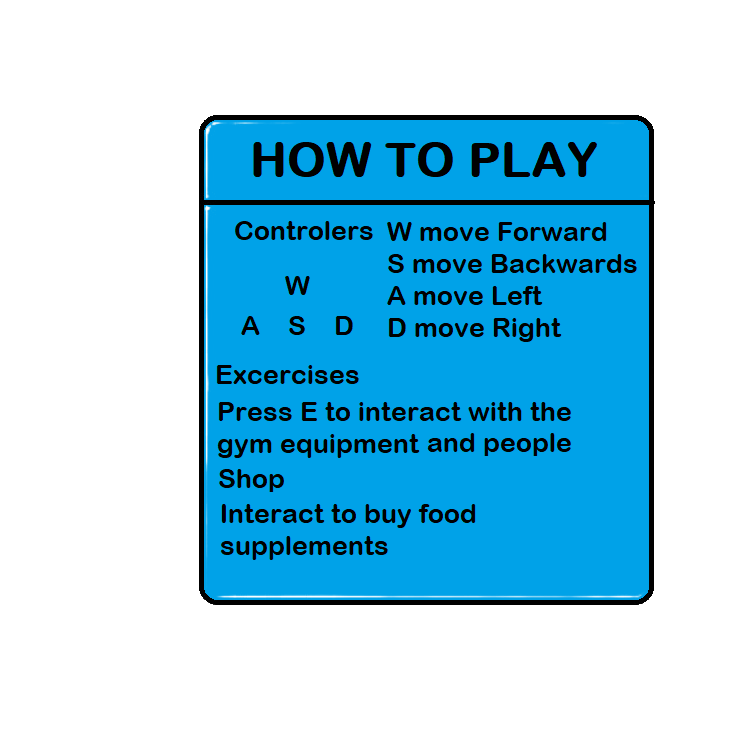 HOW TO PLAY
Controlers
W
A S D
W move Forward
S move Backwards
A move Left
D move Right
Excercises
Press E to interact with the
gym equipment and people
Shop
Interact to buy food
supplements